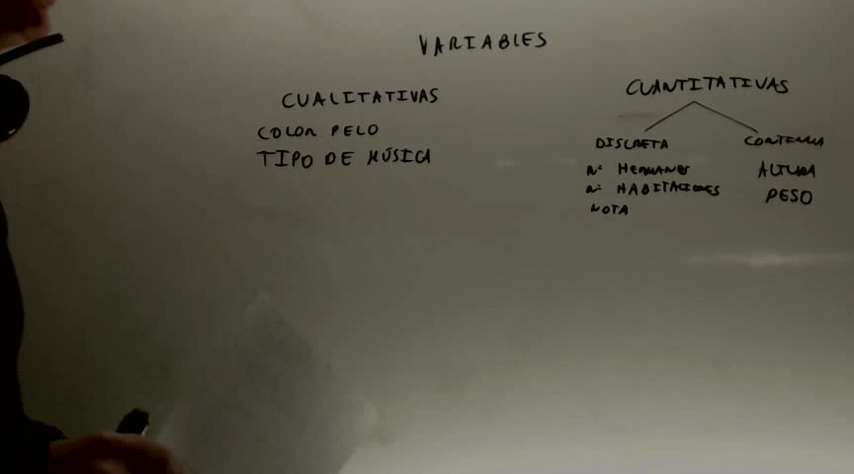 VARIABLES
CUALITATIVAS
COLOR PELO
TIPO DE MÚSICA
CUANTITATIVAS
DISCRETA
Nº HERMANOS
Nº HABITACIONES
NOTA
CONTINUA
ALTURA
PESO